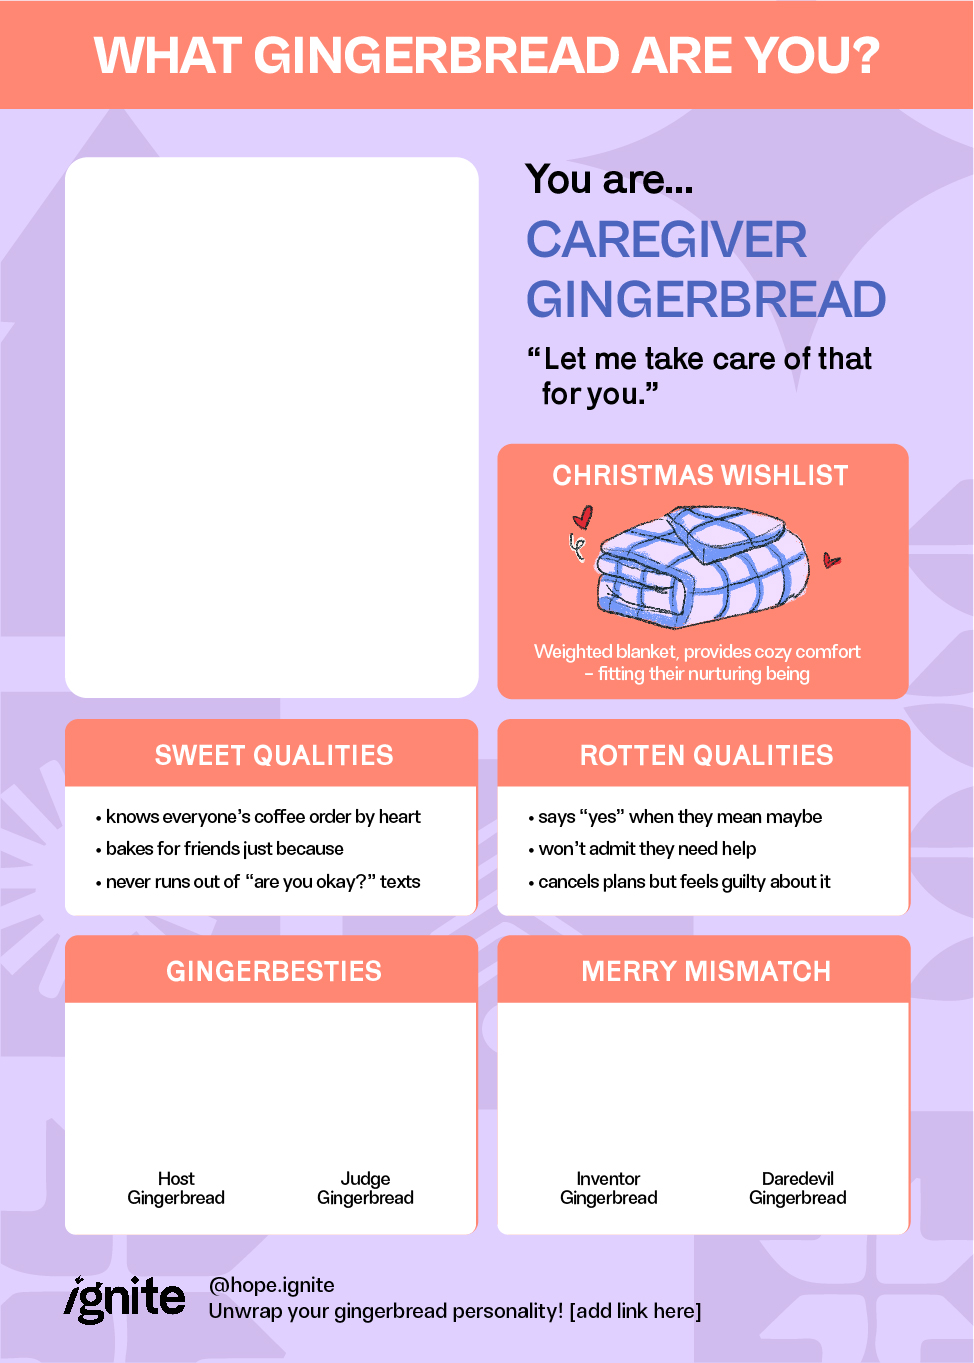 WHAT GINGERBREAD ARE YOU?
You are...
CAREGIVER
GINGERBREAD
“Let me take care of that
for you.”
CHRISTMAS WISHLIST
Weighted blanket, provides cozy comfort
– fitting their nurturing being
SWEET QUALITIES
• knows everyone’s coffee order by heart
• bakes for friends just because
• never runs out of “are you okay?” texts
ROTTEN QUALITIES
• says “yes” when they mean maybe
• won’t admit they need help
• cancels plans but feels guilty about it
GINGERBESTIES
Host
Gingerbread
Judge
Gingerbread
MERRY MISMATCH
Inventor
Gingerbread
Daredevil
Gingerbread
ignite
@hope.ignite
Unwrap your gingerbread personality! [add link here]